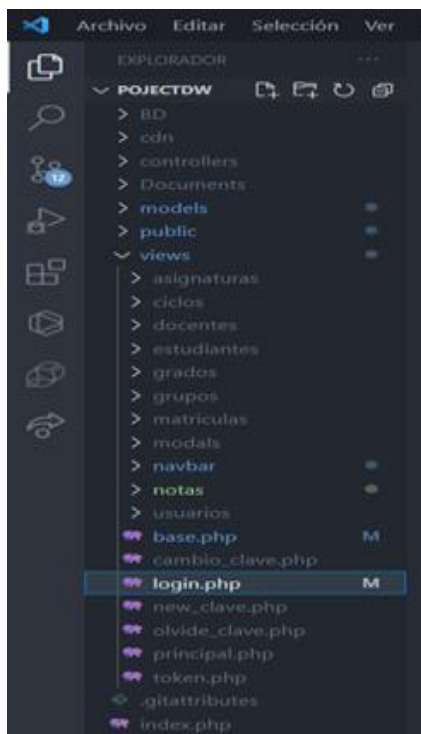 Archivo Editar Selección Ver
EXPLORADOR ...
POJECTDW
BD
cdn
controllers
Documents
12
models
public
views
asignaturas
ciclos
docentes
estudiantes
grados
grupos
matriculas
modals
navbar
notas
usuarios
base.php M
cambio_clave.php
login.php M
new_clave.php
olvide_clave.php
principal.php
token.php
.gitattributes
index.php